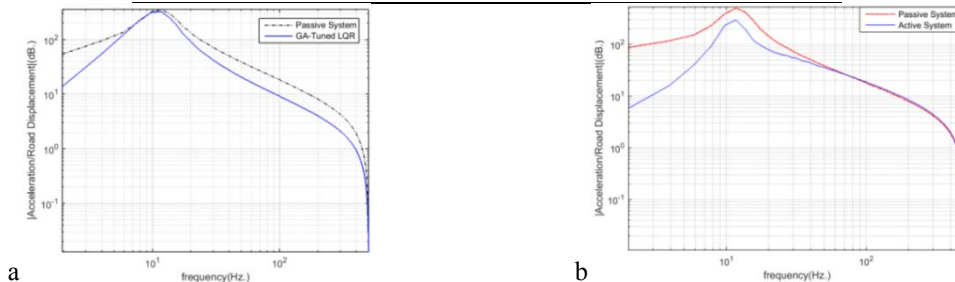 Passive System
GA-Tuned LQR
|Acceleration/Road Displacement|(dB.)
10^2
10^1
10^0
10^-1
10^1
10^2
frequency(Hz.)
a
Passive System
Active System
|Acceleration/Road Displacement|(dB.)
10^2
10^1
10^0
10^-1
10^1
10^2
frequency(Hz.)
b